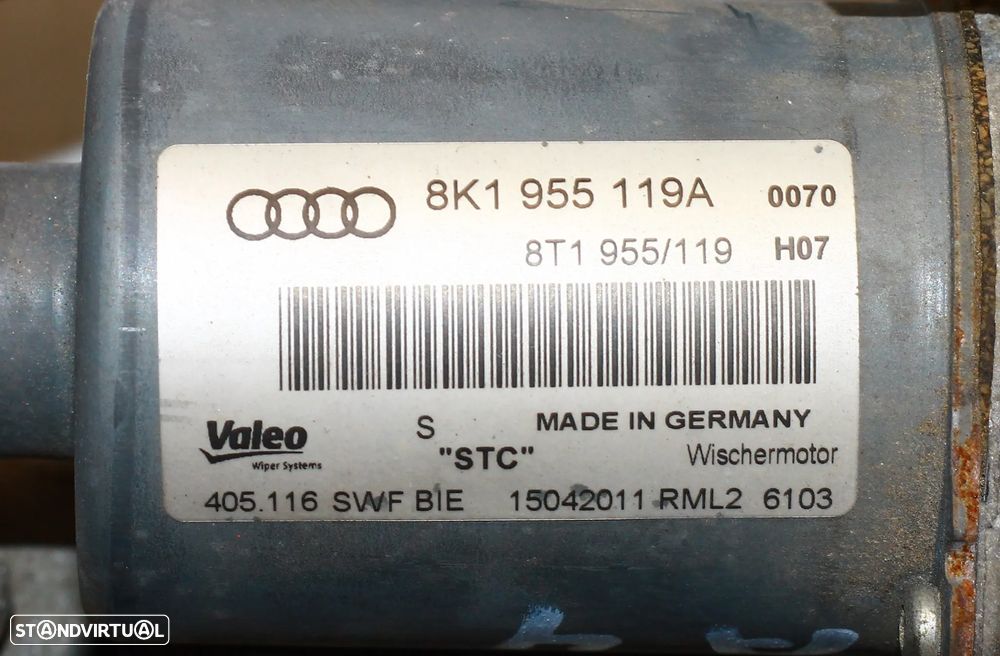 8K1 955 119A 0070
8T1 955/119 H07
Valeo
Wiper Systems
S
MADE IN GERMANY
"STC"
Wischermotor
405.116 SWF BIE 15042011 RML2 6103
STANDVIRTUAL